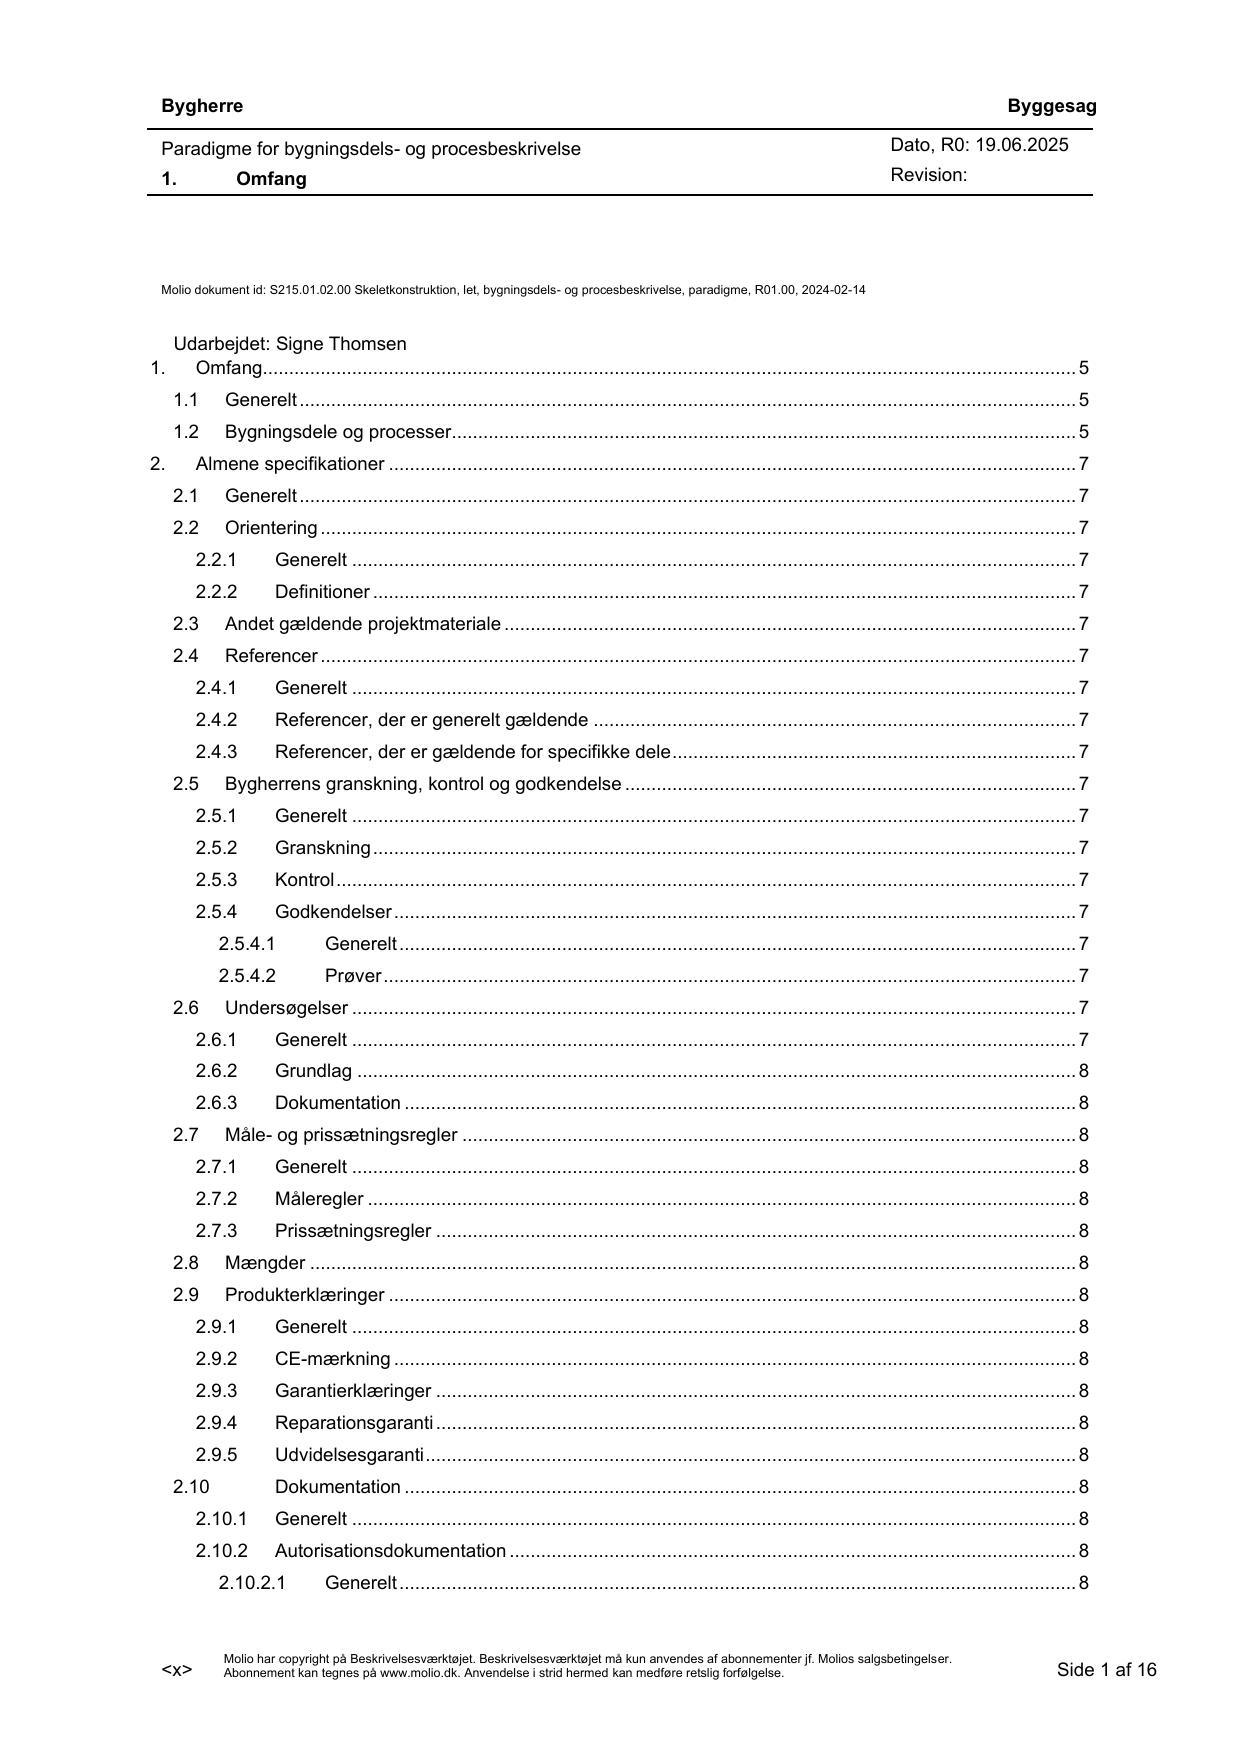 Bygherre Byggesag
Paradigme for bygningsdels- og procesbeskrivelse Dato, R0: 19.06.2025
1. Omfang Revision:
Molio dokument id: S215.01.02.00 Skeletkonstruktion, let, bygningsdels- og procesbeskrivelse, paradigme, R01.00, 2024-02-14
Udarbejdet: Signe Thomsen
1. Omfang 5
1.1 Generelt 5
1.2 Bygningsdele og processer 5
2. Almene specifikationer 7
2.1 Generelt 7
2.2 Orientering 7
2.2.1 Generelt 7
2.2.2 Definitioner 7
2.3 Andet gældende projektmateriale 7
2.4 Referencer 7
2.4.1 Generelt 7
2.4.2 Referencer, der er generelt gældende 7
2.4.3 Referencer, der er gældende for specifikke dele 7
2.5 Bygherrens granskning, kontrol og godkendelse 7
2.5.1 Generelt 7
2.5.2 Granskning 7
2.5.3 Kontrol 7
2.5.4 Godkendelser 7
2.5.4.1 Generelt 7
2.5.4.2 Prøver 7
2.6 Undersøgelser 7
2.6.1 Generelt 7
2.6.2 Grundlag 8
2.6.3 Dokumentation 8
2.7 Måle- og prissætningsregler 8
2.7.1 Generelt 8
2.7.2 Måleregler 8
2.7.3 Prissætningsregler 8
2.8 Mængder 8
2.9 Produkterklæringer 8
2.9.1 Generelt 8
2.9.2 CE-mærkning 8
2.9.3 Garantierklæringer 8
2.9.4 Reparationsgaranti 8
2.9.5 Udvidelsesgaranti 8
2.10 Dokumentation 8
2.10.1 Generelt 8
2.10.2 Autorisationsdokumentation 8
2.10.2.1 Generelt 8
Molio har copyright på Beskrivelsesværktøjet. Beskrivelsesværktøjet må kun anvendes af abonnementer jf. Molios salgsbetingelser.
<x> Abonnement kan tegnes på www.molio.dk. Anvendelse i strid hermed kan medføre retslig forfølgelse. Side 1 af 16